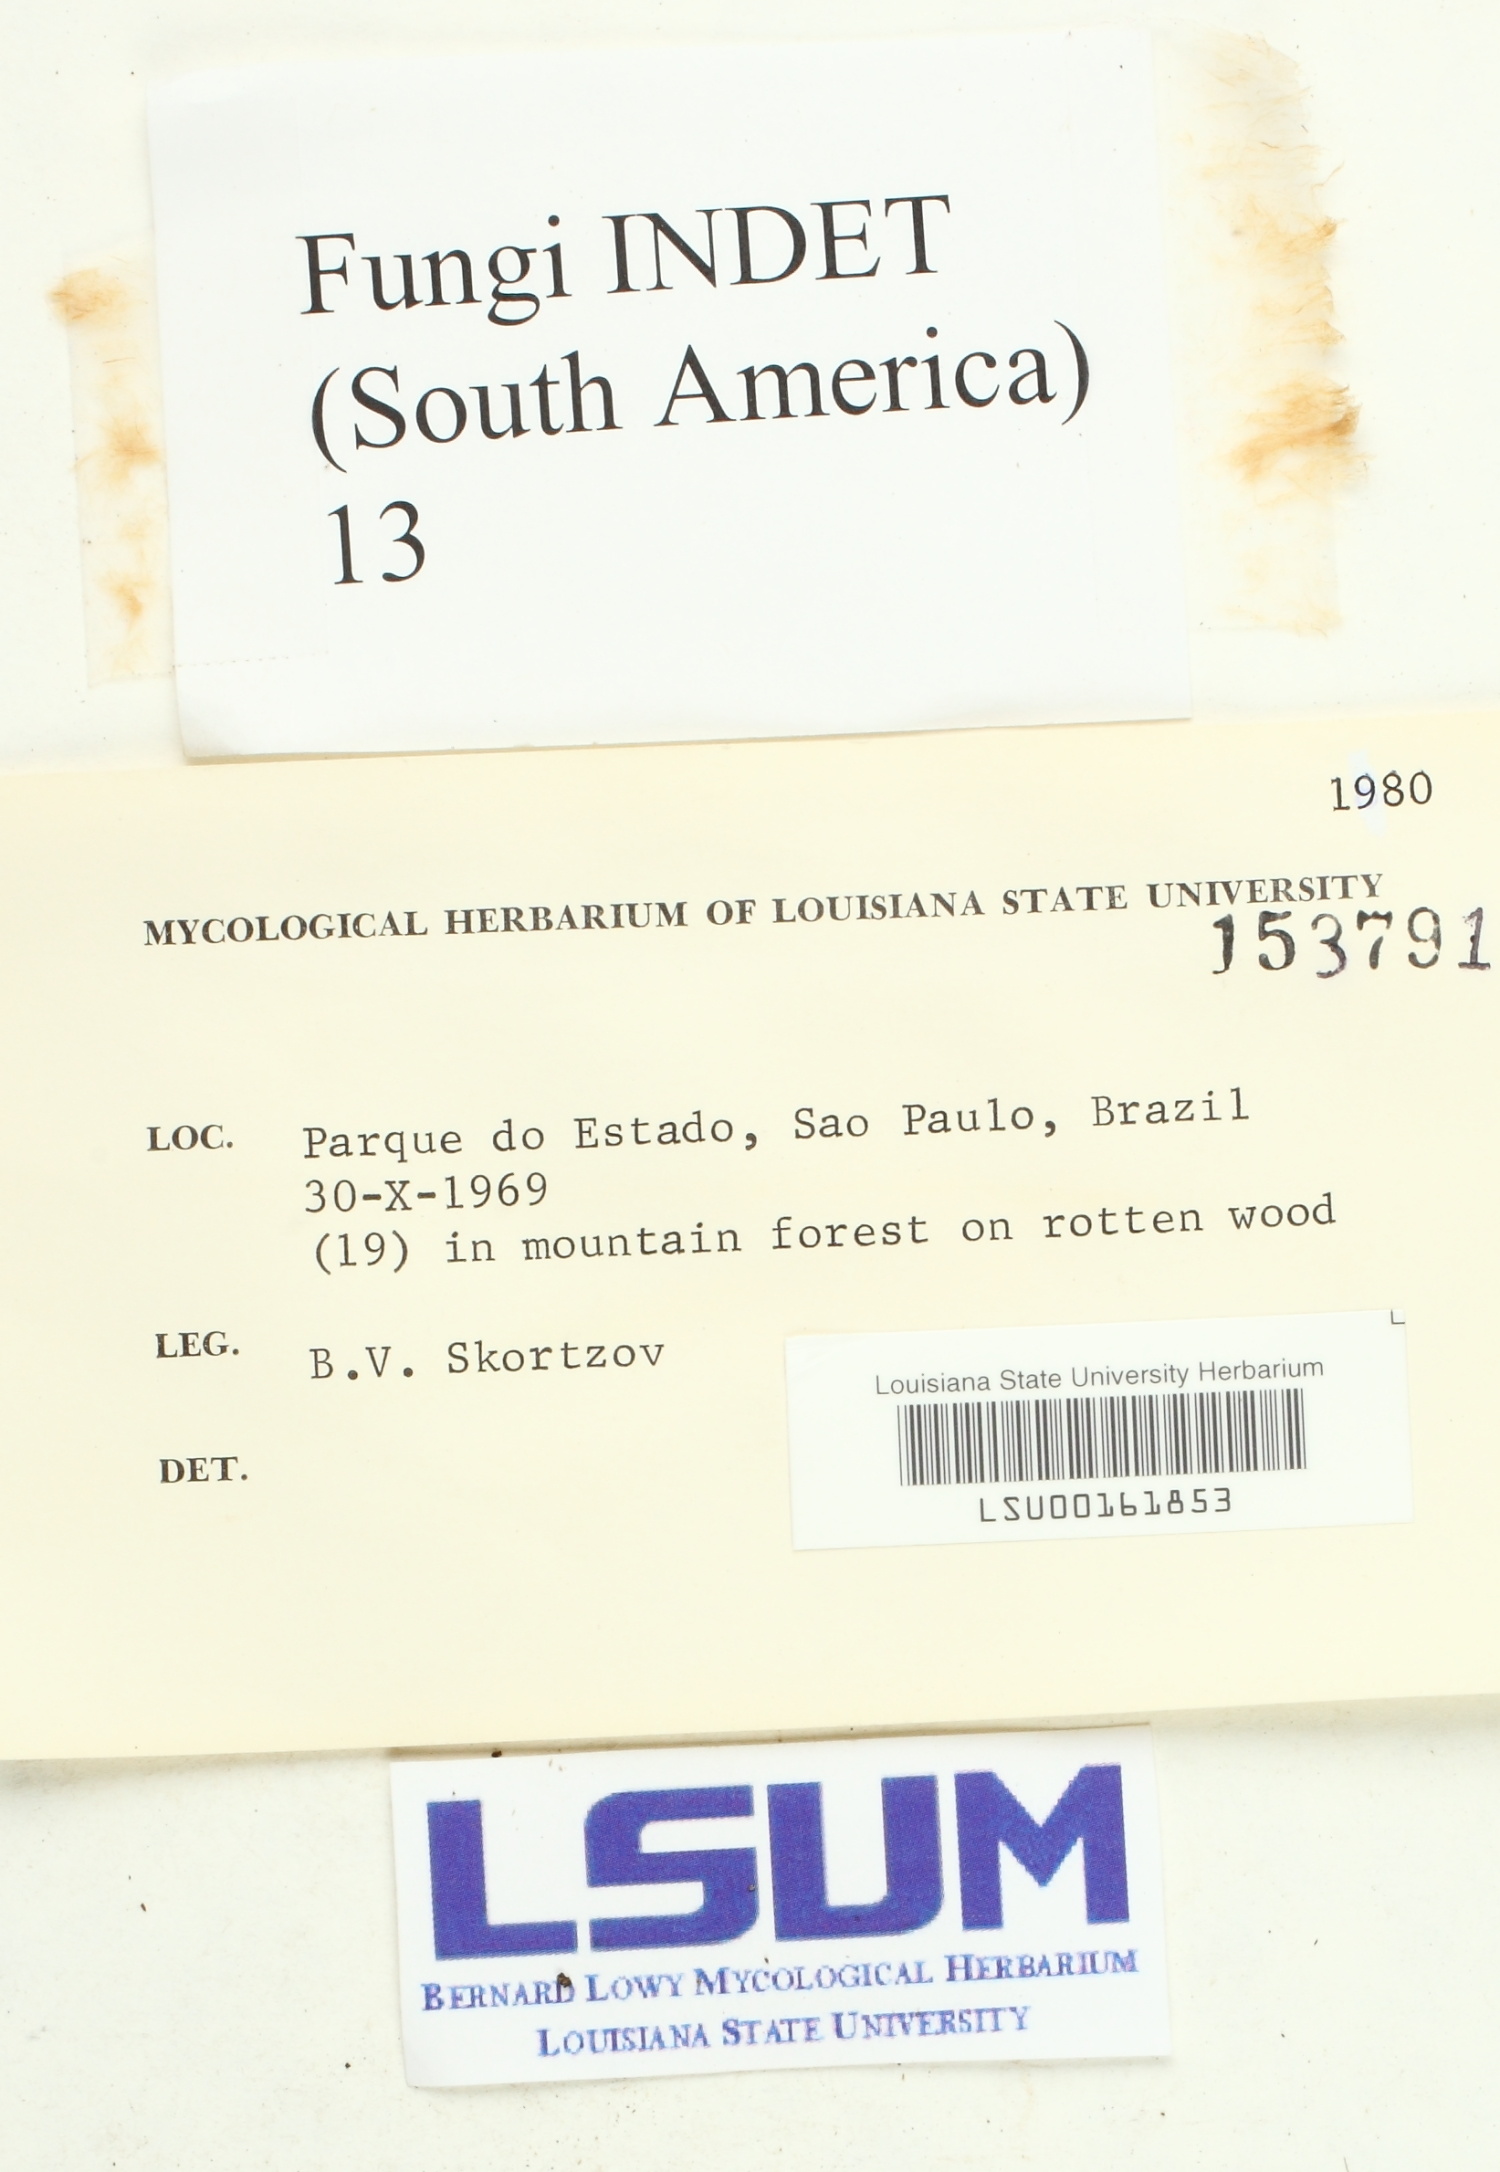 Fungi INDET
(South America)
13
1980
MYCOLOGICAL HERBARIUM OF LOUISIANA STATE UNIVERSITY
153791
LOC. Parque do Estado, Sao Paulo, Brazil
30-X-1969
(19) in mountain forest on rotten wood
LEG. B.V. Skortzov
L
Louisiana State University Herbarium
LSU00161853
DET.
LSUM
BERNARD LOWY MYCOLOGICAL HERBARIUM
LOUISIANA STATE UNIVERSITY